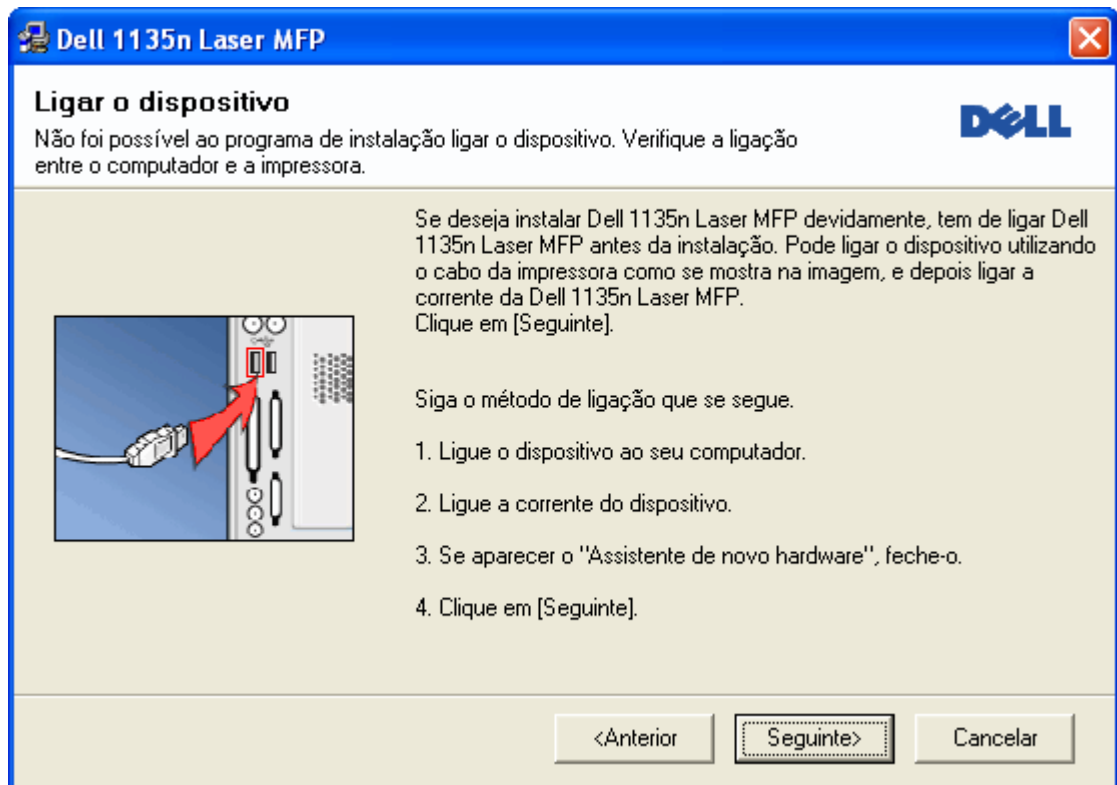 Dell 1135n Laser MFP
Ligar o dispositivo
Não foi possível ao programa de instalação ligar o dispositivo. Verifique a ligação
entre o computador e a impressora.
DELL
Se deseja instalar Dell 1135n Laser MFP devidamente, tem de ligar Dell
1135n Laser MFP antes da instalação. Pode ligar o dispositivo utilizando
o cabo da impressora como se mostra na imagem, e depois ligar a
corrente da Dell 1135n Laser MFP.
Clique em [Seguinte].
Siga o método de ligação que se segue.
1. Ligue o dispositivo ao seu computador.
2. Ligue a corrente do dispositivo.
3. Se aparecer o "Assistente de novo hardware", feche-o.
4. Clique em [Seguinte].
<Anterior Seguinte> Cancelar